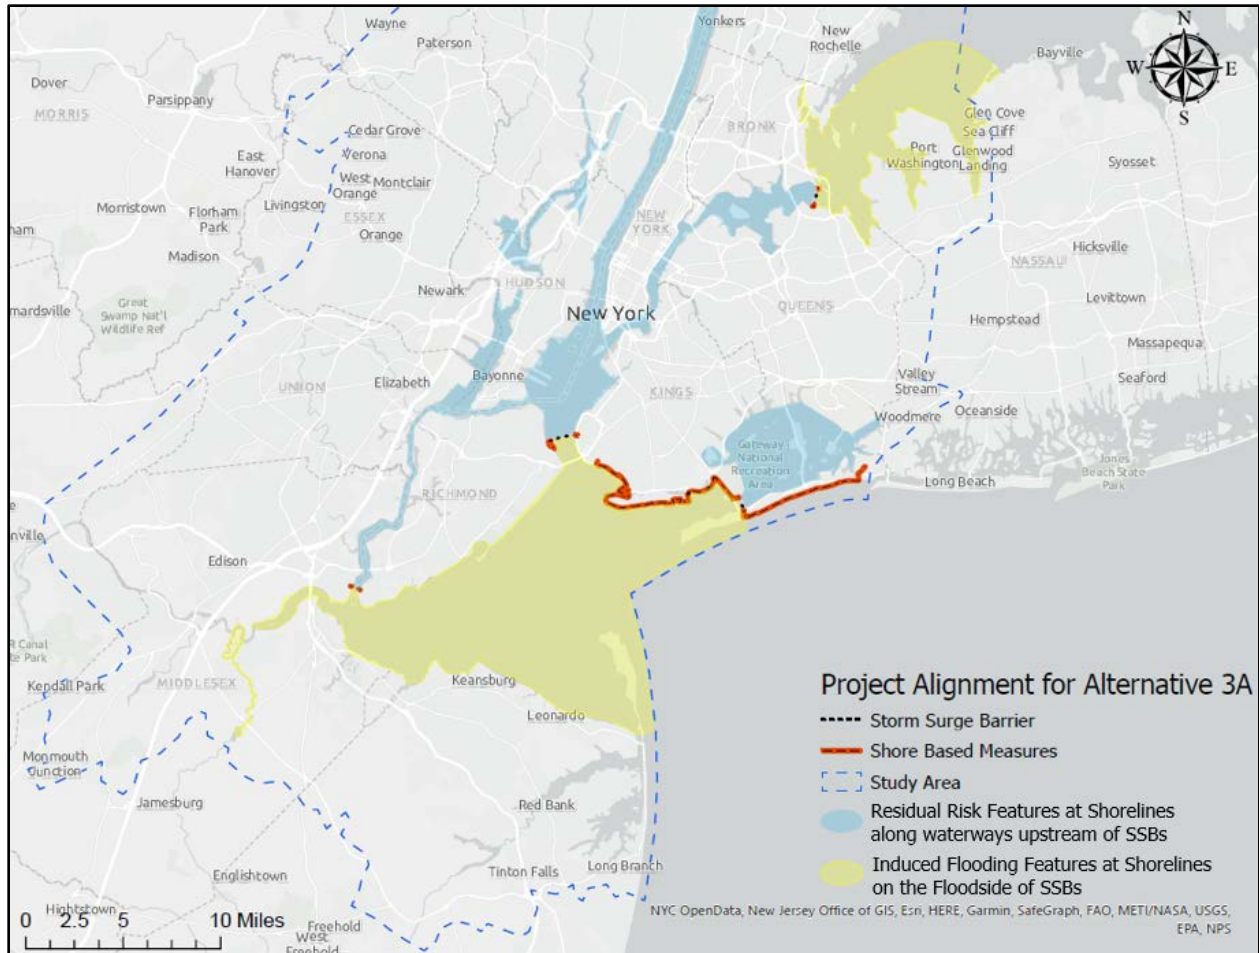 Wayne
Paterson
Yonkers
New
Rochelle
Bayville
N
W
E
S
Dover
Parsippany
MORRIS
Cedar Grove
BRONX
Glen Cove
Sea Cliff
East
Hanover
Verona
Port
Washington
Glenwood
Landing
Syosset
West
Orange
Montclair
Morristown
Florham
Park
Livingston
ESSEX
Orange
NEW
YORK
ham
Madison
Hicksville
NASSAU
Newark
HUDSON
Levittown
Great
Swamp Nat'l
Wildlife Ref
mardsville
New York
QUEENS
Hempstead
Massapequa
UNION
Elizabeth
Bayonne
KINGS
Valley
Stream
Seaford
Woodmere
Oceanside
Gateway
National
Recreation
Area
Jones
Beach State
Park
Long Beach
RICHMOND
nville
Edison
R Canal
te Park
Kendall Park
MIDDLESEX
Keansburg
Leonardo
Monmouth
Junction
Jamesburg
Red Bank
Long Branch
Englishtown
Tinton Falls
Hightstown
Freehold
West
Freehold
Project Alignment for Alternative 3A
Storm Surge Barrier
Shore Based Measures
Study Area
Residual Risk Features at Shorelines
along waterways upstream of SSBs
Induced Flooding Features at Shorelines
on the Floodside of SSBs
0 2.5 5 10 Miles
NYC OpenData, New Jersey Office of GIS, Esri, HERE, Garmin, SafeGraph, FAO, METI/NASA, USGS,
EPA, NPS